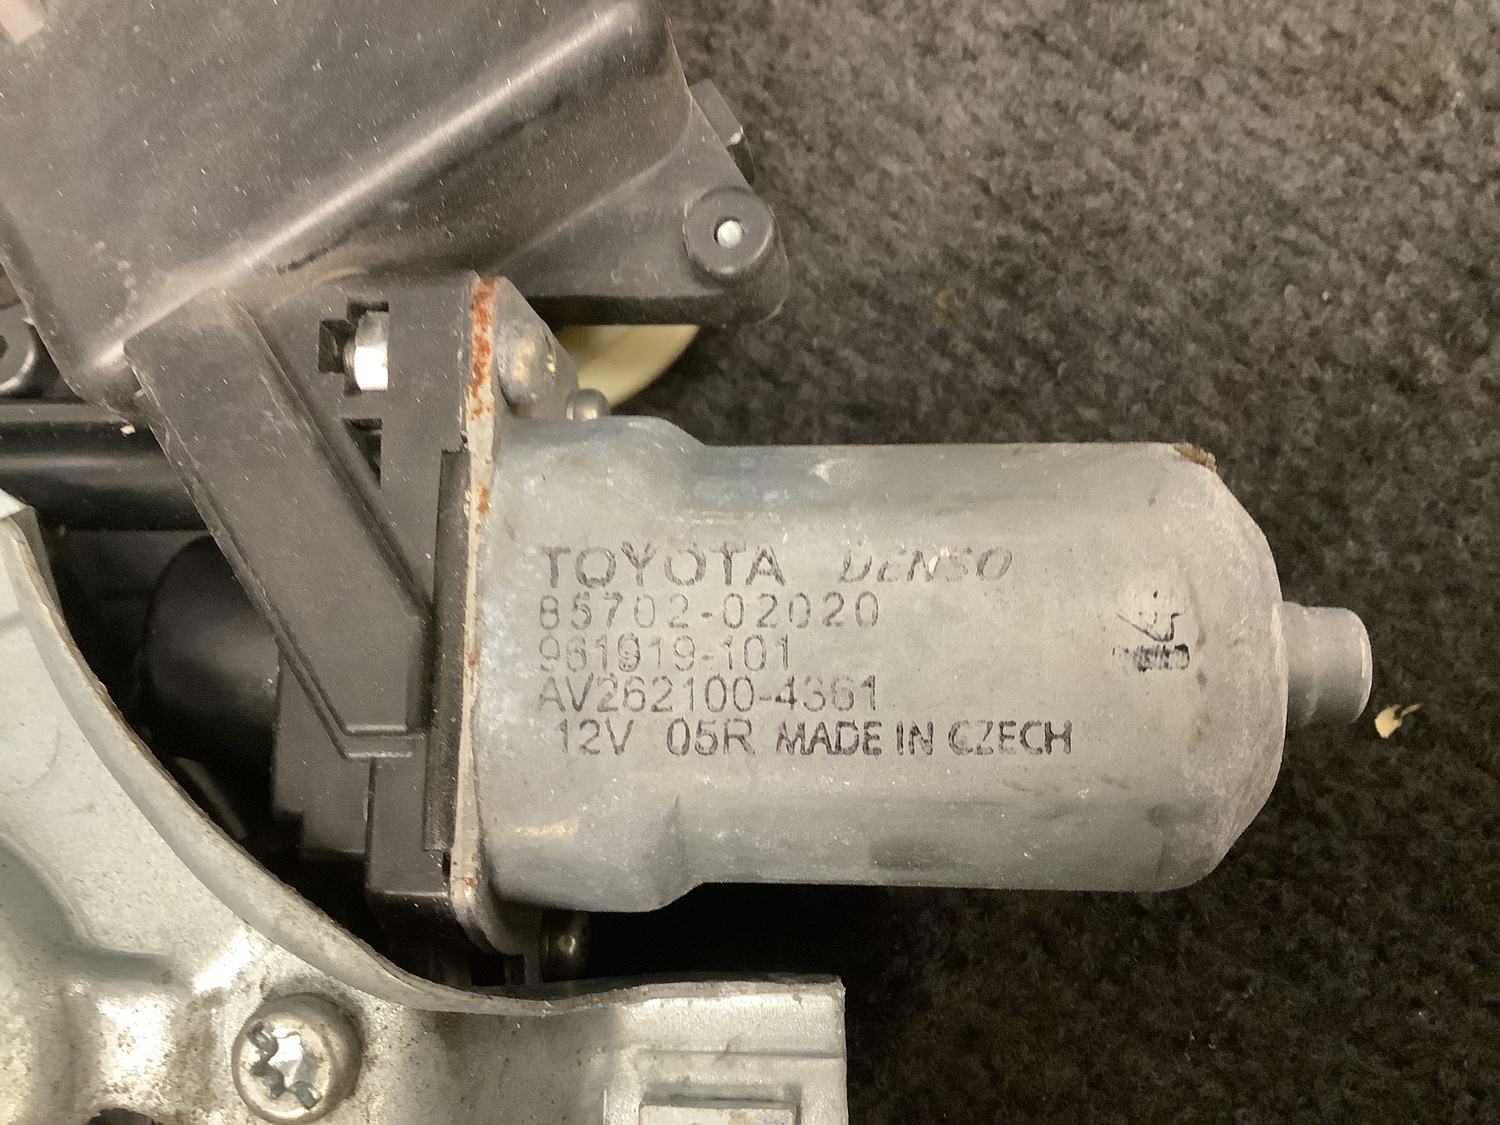 TOYOTA DENSO
85702-02020
961919-101
AV262100-4361
12V 05R MADE IN CZECH